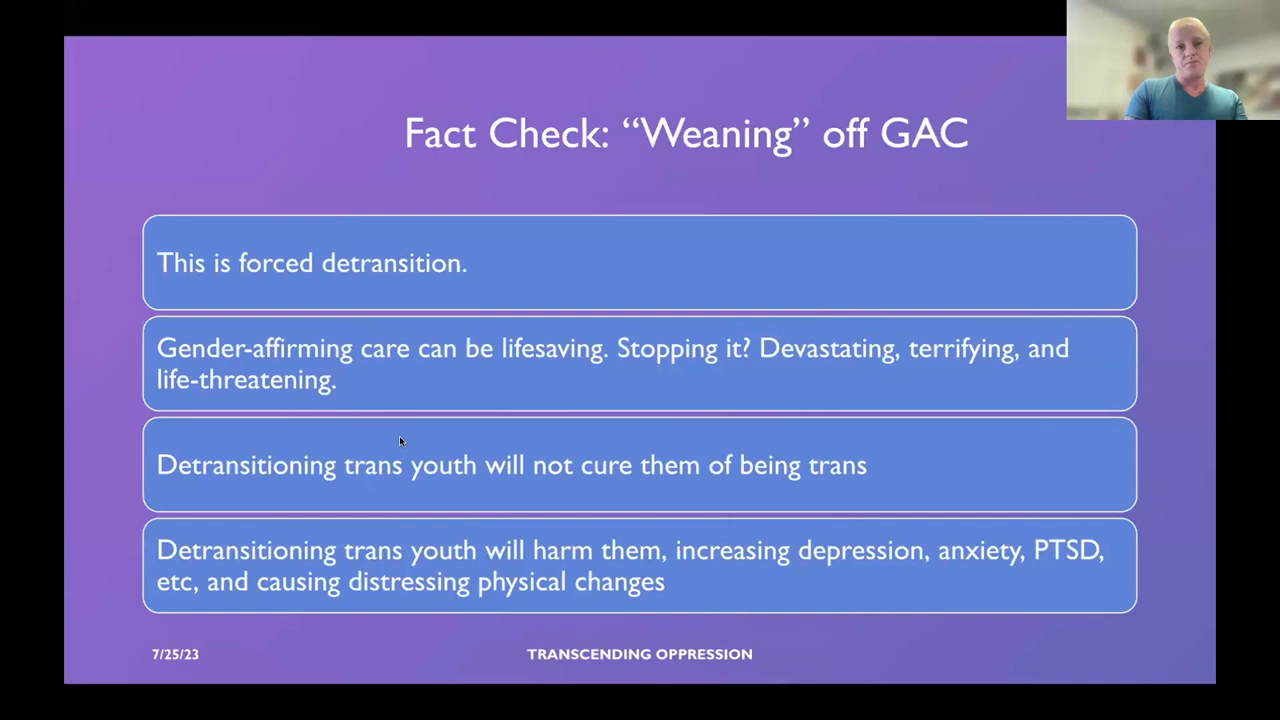 Fact Check: “Weaning” off GAC
This is forced detransition.
Gender-affirming care can be lifesaving. Stopping it? Devastating, terrifying, and
life-threatening.
Detransitioning trans youth will not cure them of being trans
Detransitioning trans youth will harm them, increasing depression, anxiety, PTSD,
etc, and causing distressing physical changes
7/25/23
TRANSCENDING OPPRESSION